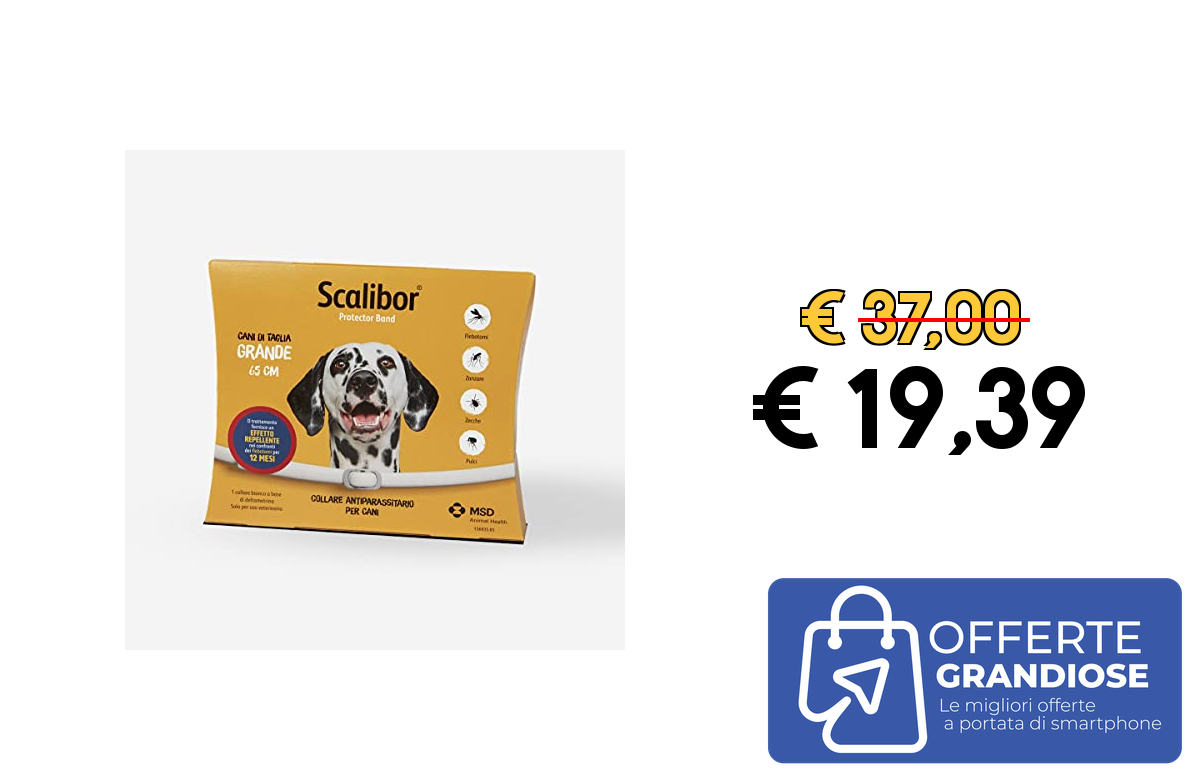 Scalibor®
Protector Band
CANI DI TAGLIA
GRANDE
65 CM
Flebotomi
Zanzare
Zecche
Pulci
Il trattamento
fornisce un
EFFETTO
REPELLENTE
nei confronti
dei flebotomi per
12 MESI
1 collare bianco a base
di deltametrina
Solo per uso veterinario
COLLARE ANTIPARASSITARIO
PER CANI
MSD
Animal Health
€ 37,00
€ 19,39
OFFERTE
GRANDIOSE
Le migliori offerte
a portata di smartphone